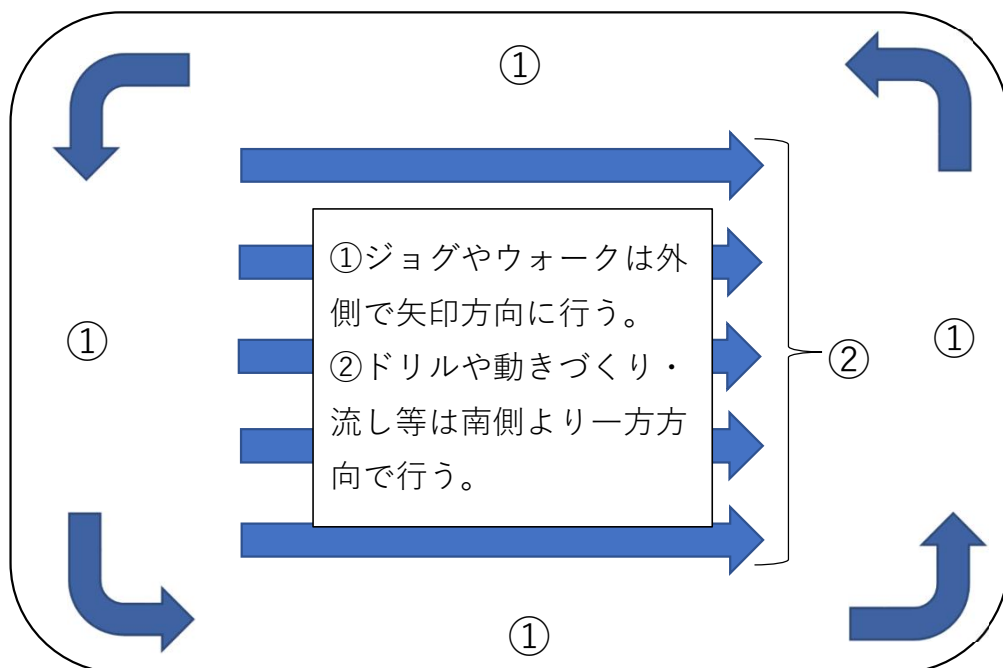 ①
①ジョグやウォークは外
側で矢印方向に行う。
②ドリルや動きづくり・
流し等は南側より一方方
向で行う。
①
②
①
①